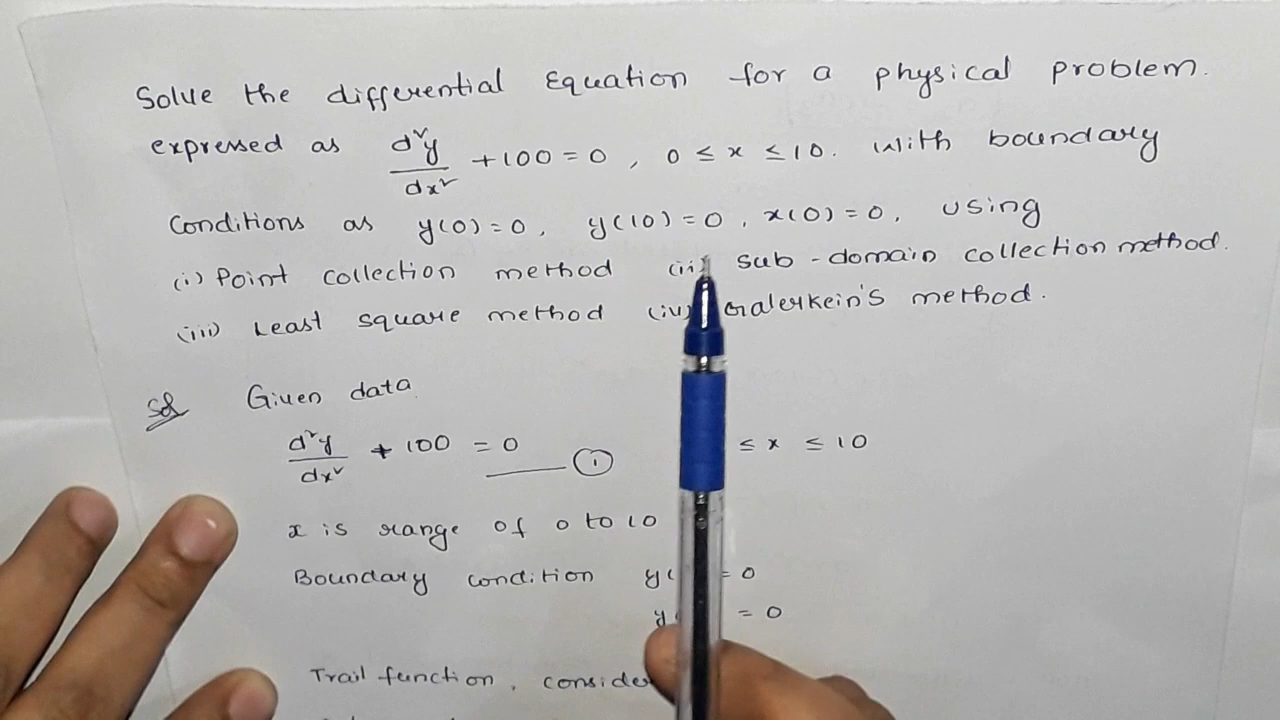 Solve the differential Equation for a physical problem.
expressed as d²y/dx² +100=0 , 0 ≤ x ≤ 10. with boundary
Conditions as y(0)=0, y(10)=0, x(0)=0, using
(i) Point collection method (ii) sub-domain collection method.
(iii) Least square method (iv) Galerkein's method.
Sol Given data
d²y/dx² + 100 = 0 ① ≤ x ≤ 10
x is range of 0 to 10
Boundary condition y( = 0
y = 0
Trail function, consider